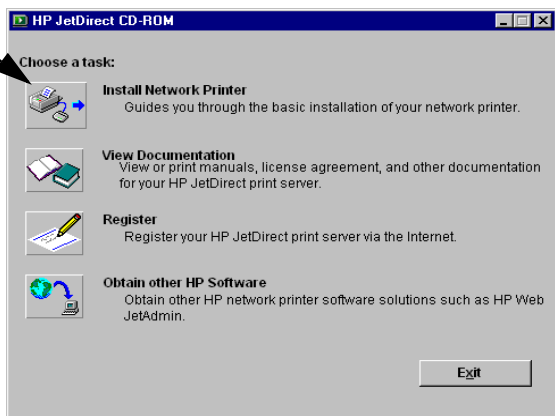 HP JetDirect CD-ROM
Choose a task:
Install Network Printer
Guides you through the basic installation of your network printer.
View Documentation
View or print manuals, license agreement, and other documentation
for your HP JetDirect print server.
Register
Register your HP JetDirect print server via the Internet.
Obtain other HP Software
Obtain other HP network printer software solutions such as HP Web
JetAdmin.
Exit